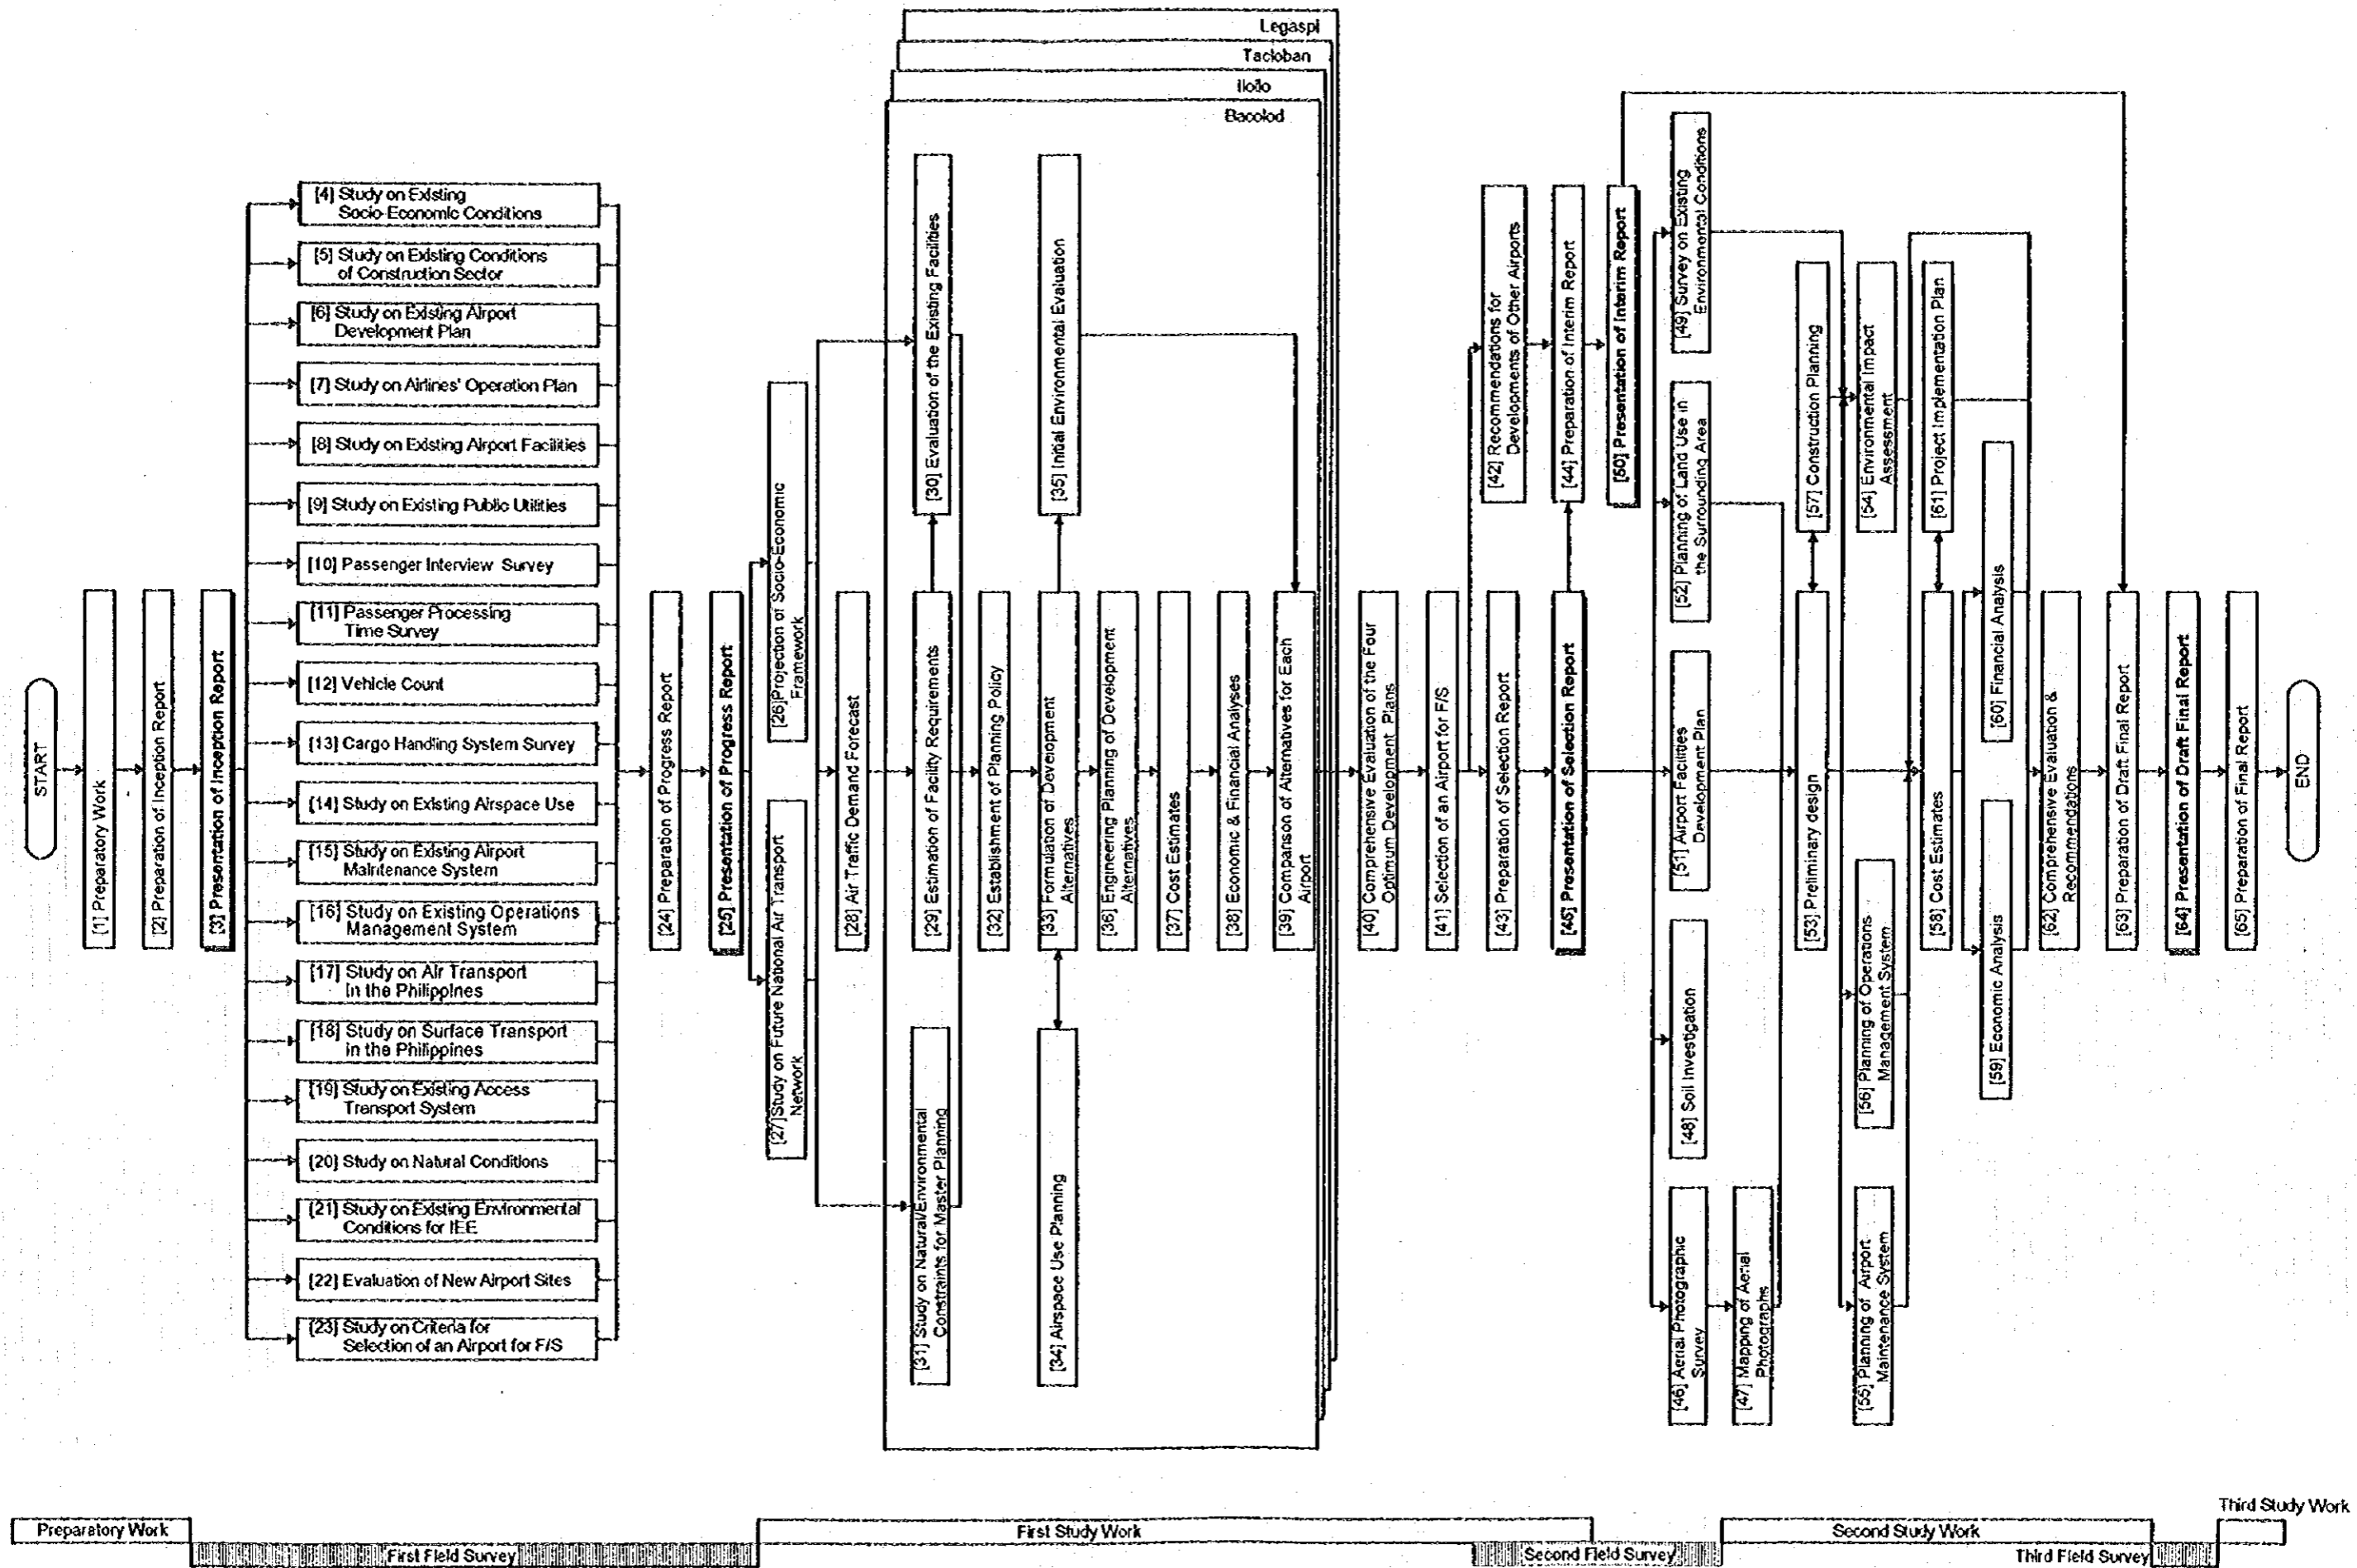 Legaspi
Tacloban
Iloilo
Bacolod
START
[1] Preparatory Work
[2] Preparation of Inception Report
[3] Presentation of Inception Report
[4] Study on Existing
Socio-Economic Conditions
[5] Study on Existing Conditions
of Construction Sector
[6] Study on Existing Airport
Development Plan
[7] Study on Airlines' Operation Plan
[8] Study on Existing Airport Facilities
[9] Study on Existing Public Utilities
[10] Passenger Interview Survey
[11] Passenger Processing
Time Survey
[12] Vehicle Count
[13] Cargo Handling System Survey
[14] Study on Existing Airspace Use
[15] Study on Existing Airport
Maintenance System
[16] Study on Existing Operations
Management System
[17] Study on Air Transport
in the Philippines
[18] Study on Surface Transport
in the Philippines
[19] Study on Existing Access
Transport System
[20] Study on Natural Conditions
[21] Study on Existing Environmental
Conditions for IEE
[22] Evaluation of New Airport Sites
[23] Study on Criteria for
Selection of an Airport for F/S
[24] Preparation of Progress Report
[25] Presentation of Progress Report
[26]Projection of Socio-Economic
Framework
[27]Study on Future National Air Transport
Network
[28] Air Traffic Demand Forecast
[30] Evaluation of the Existing Facilities
[29] Estimation of Facility Requirements
[31] Study on Natural/Environmental
Constraints for Master Planning
[32] Establishment of Planning Policy
[35] Initial Environmental Evaluation
[33] Formulation of Development
Alternatives
[34] Airspace Use Planning
[36] Engineering Planning of Development
Alternatives
[37] Cost Estimates
[38] Economic & Financial Analyses
[39] Comparison of Alternatives for Each
Airport
[40] Comprehensive Evaluation of the Four
Optimum Development Plans
[41] Selection of an Airport for F/S
[42] Recommendations for
Developments of Other Airports
[43] Preparation of Selection Report
[44] Preparation of Interim Report
[45] Presentation of Selection Report
[50] Presentation of Interim Report
[49] Survey on Existing
Environmental Conditions
[52] Planning of Land Use in
the Surrounding Area
[51] Airport Facilities
Development Plan
[48] Soil Investigation
[46] Aerial Photographic
Survey
[47] Mapping of Aerial
Photographs
[57] Construction Planning
[53] Preliminary design
[54] Environmental Impact
Assessment
[56] Planning of Operations
Management System
[55] Planning of Airport
Maintenance System
[61] Project Implementation Plan
[58] Cost Estimates
[60] Financial Analysis
[59] Economic Analysis
[62] Comprehensive Evaluation &
Recommendations
[63] Preparation of Draft Final Report
[64] Presentation of Draft Final Report
[65] Preparation of Final Report
END
Preparatory Work
First Field Survey
First Study Work
Second Field Survey
Second Study Work
Third Field Survey
Third Study Work